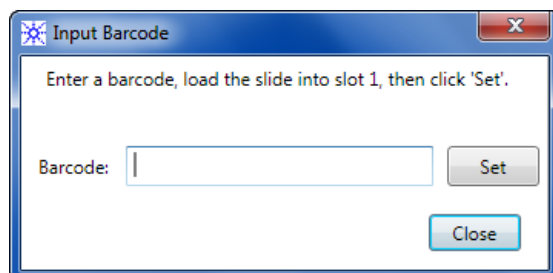 Input Barcode
Enter a barcode, load the slide into slot 1, then click 'Set'.
Barcode:
Set
Close